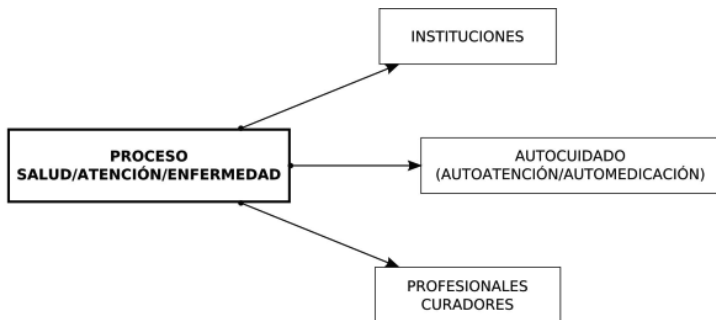 INSTITUCIONES
PROCESO
SALUD/ATENCIÓN/ENFERMEDAD
AUTOCUIDADO
(AUTOATENCIÓN/AUTOMEDICACIÓN)
PROFESIONALES
CURADORES